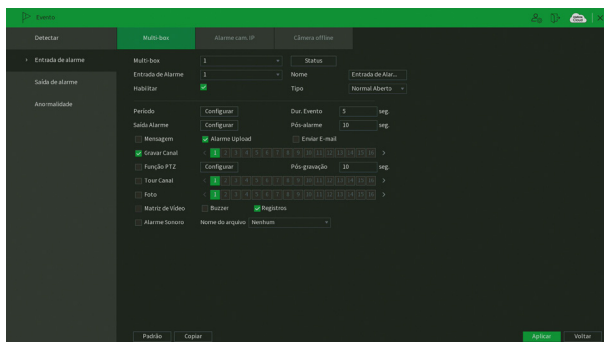 Evento
Detectar
Multi-box
Alarme cam. IP
Câmera offline
Entrada de alarme
Saída de alarme
Anormalidade
Multi-box 1 Status
Entrada de Alarme 1 Nome Entrada de Alar...
Habilitar Tipo Normal Aberto
Período Configurar Dur. Evento 5 seg.
Saída Alarme Configurar Pós-alarme 10 seg.
Mensagem Alarme Upload Enviar E-mail
Gravar Canal 1 2 3 4 5 6 7 8 9 10 11 12 13 14 15 16
Função PTZ Configurar Pós-gravação 10 seg.
Tour Canal 1 2 3 4 5 6 7 8 9 10 11 12 13 14 15 16
Foto 1 2 3 4 5 6 7 8 9 10 11 12 13 14 15 16
Matriz de Vídeo Buzzer Registros
Alarme Sonoro Nome do arquivo Nenhum
Padrão Copiar Aplicar Voltar